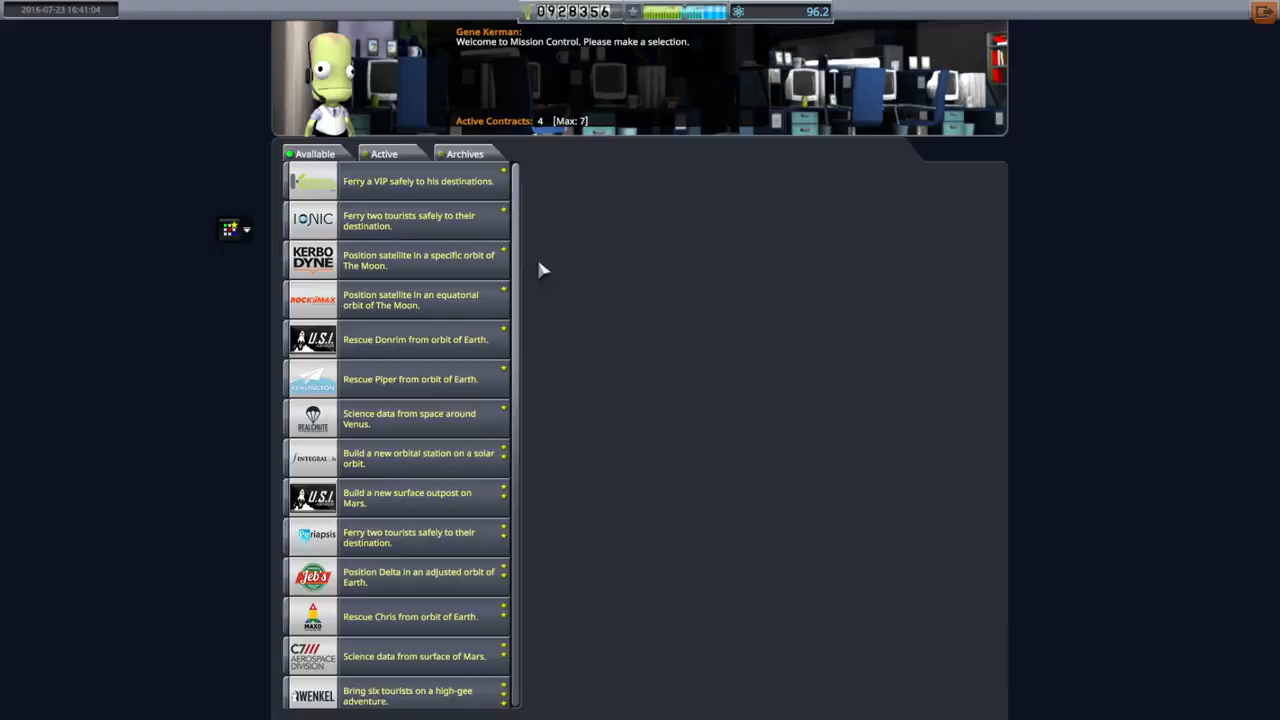 2016-07-23 16:41:04
0928356
96.2
Gene Kerman:
Welcome to Mission Control. Please make a selection.
Active Contracts: 4 [Max: 7]
Available
Active
Archives
Ferry a VIP safely to his destinations.
IONIC
Ferry two tourists safely to their
destination.
KERBO
DYNE
Position satellite in a specific orbit of
The Moon.
ROCKOMAX
Position satellite in an equatorial
orbit of The Moon.
U.S.I.
Rescue Donrim from orbit of Earth.
KERLINGTON
Rescue Piper from orbit of Earth.
REALCHUTE
Science data from space around
Venus.
INTEGRAL
Build a new orbital station on a solar
orbit.
U.S.I.
Build a new surface outpost on
Mars.
Periapsis
Ferry two tourists safely to their
destination.
Jeb's
Position Delta in an adjusted orbit of
Earth.
MAXO
Rescue Chris from orbit of Earth.
C7///
AEROSPACE
DIVISION
Science data from surface of Mars.
WENKEL
Bring six tourists on a high-gee
adventure.